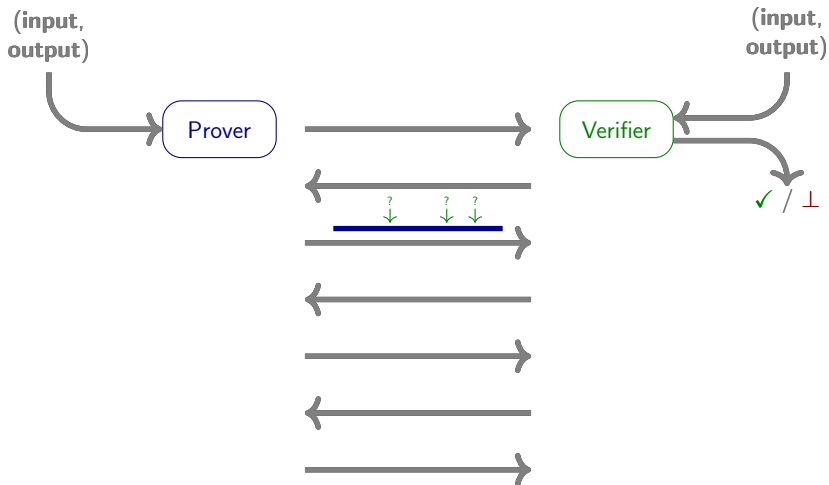 (input,
output)
(input,
output)
Prover
Verifier
? ? ?
✓ / ⊥